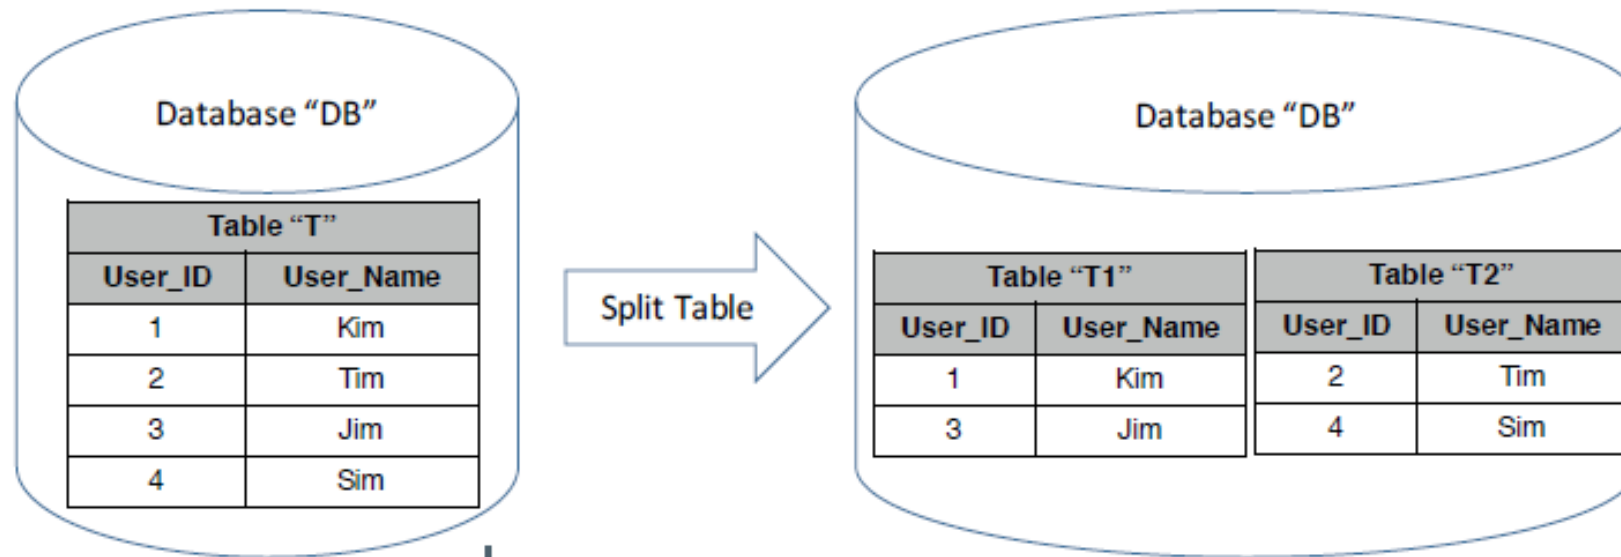 Database “DB”
Table “T”
User_ID User_Name
1 Kim
2 Tim
3 Jim
4 Sim
Split Table
Database “DB”
Table “T1”
User_ID User_Name
1 Kim
3 Jim
Table “T2”
User_ID User_Name
2 Tim
4 Sim